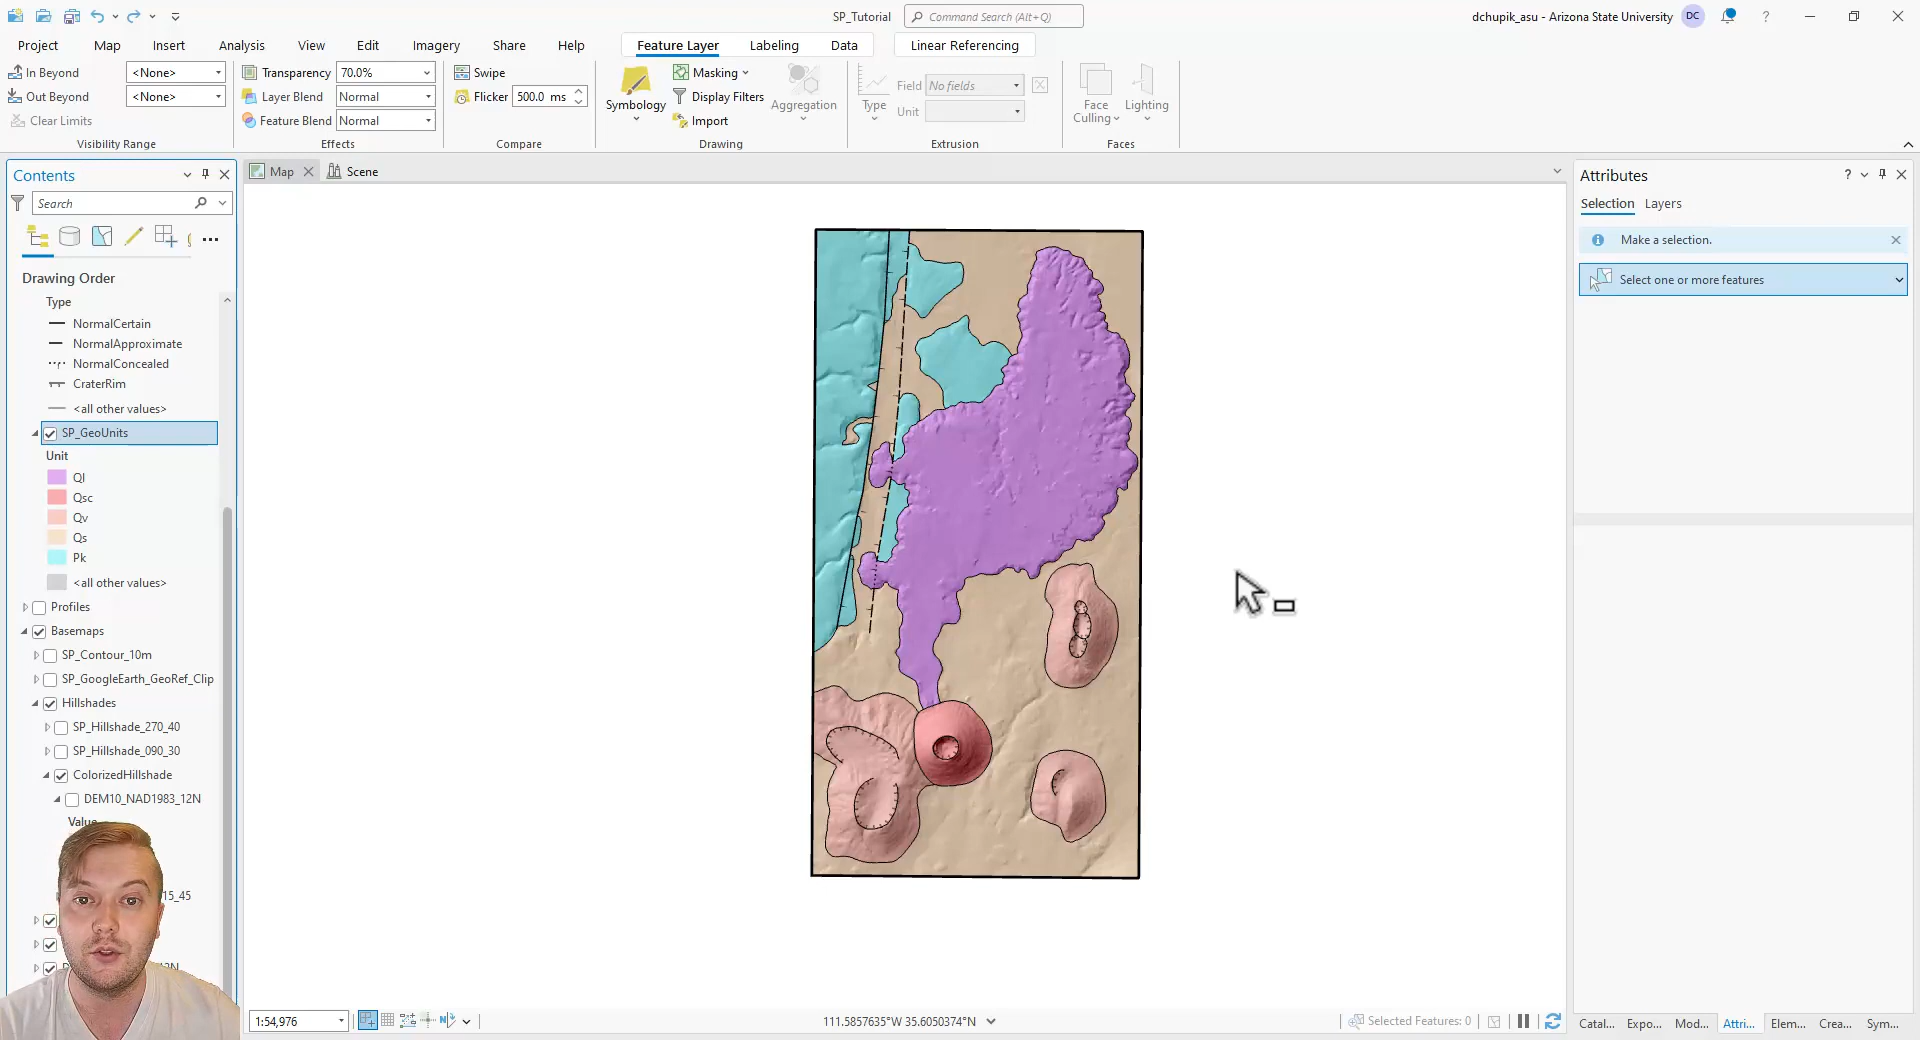 SP_Tutorial
Command Search (Alt+Q)
dchupik_asu - Arizona State University
DC
?
Project
Map
Insert
Analysis
View
Edit
Imagery
Share
Help
Feature Layer
Labeling
Data
Linear Referencing
In Beyond
<None>
Out Beyond
<None>
Clear Limits
Visibility Range
Transparency
70.0%
Layer Blend
Normal
Feature Blend
Normal
Effects
Swipe
Flicker
500.0 ms
Compare
Symbology
Masking
Display Filters
Import
Aggregation
Drawing
Type
Field
No fields
Unit
Extrusion
Face
Culling
Lighting
Faces
Contents
Search
Drawing Order
Type
NormalCertain
NormalApproximate
NormalConcealed
CraterRim
<all other values>
SP_GeoUnits
Unit
Ql
Qsc
Qv
Qs
Pk
<all other values>
Profiles
Basemaps
SP_Contour_10m
SP_GoogleEarth_GeoRef_Clip
Hillshades
SP_Hillshade_270_40
SP_Hillshade_090_30
ColorizedHillshade
DEM10_NAD1983_12N
Value
15_45
Map
Scene
1:54,976
111.5857635°W 35.6050374°N
Selected Features: 0
Attributes
?
Selection
Layers
Make a selection.
Select one or more features
Catal...
Expo...
Mod...
Attri...
Elem...
Crea...
Sym...